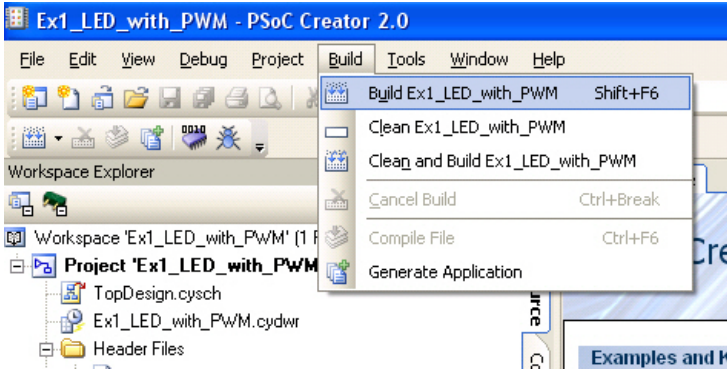 Ex1_LED_with_PWM - PSoC Creator 2.0
File Edit View Debug Project Build Tools Window Help
Build Ex1_LED_with_PWM Shift+F6
Clean Ex1_LED_with_PWM
Clean and Build Ex1_LED_with_PWM
Cancel Build Ctrl+Break
Compile File Ctrl+F6
Generate Application
0010
Workspace Explorer
Workspace 'Ex1_LED_with_PWM' (1
Project 'Ex1_LED_with_PWM
TopDesign.cysch
Ex1_LED_with_PWM.cydwr
Header Files
Examples and